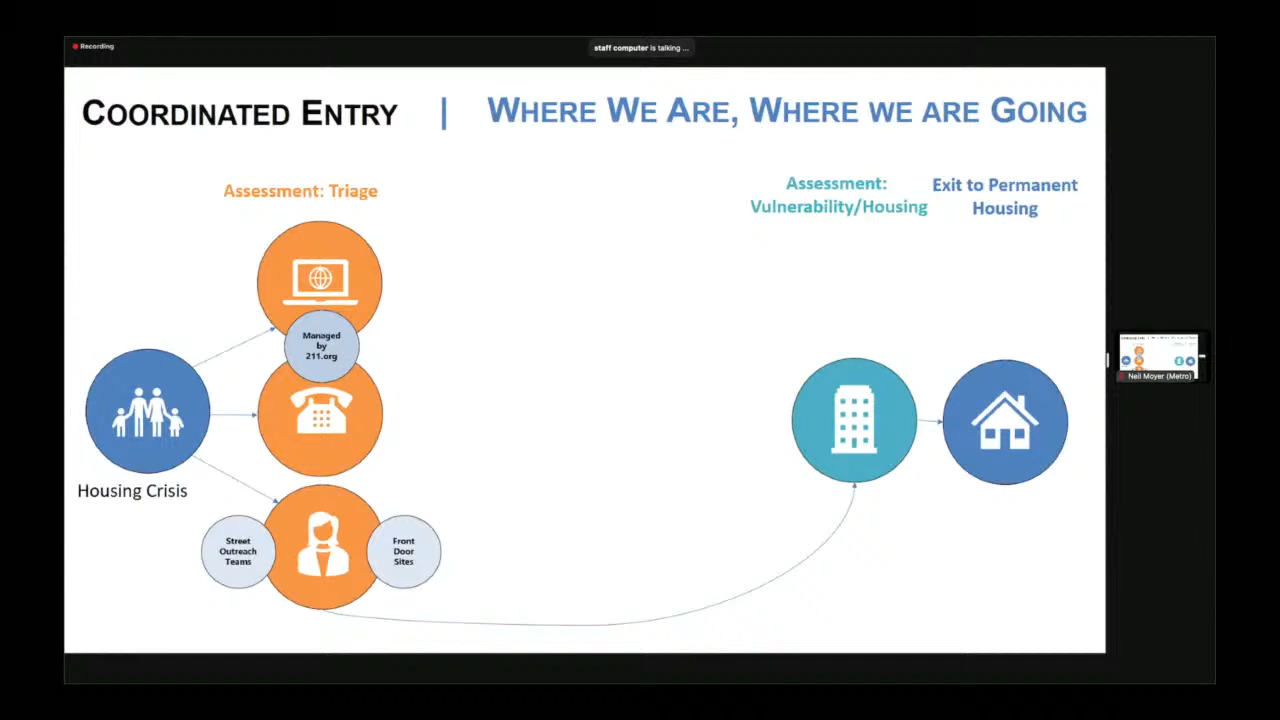 Recording
staff computer is talking ...
COORDINATED ENTRY | WHERE WE ARE, WHERE WE ARE GOING
Assessment: Triage
Assessment:
Vulnerability/Housing
Exit to Permanent
Housing
Managed
by
211.org
Housing Crisis
Street
Outreach
Teams
Front
Door
Sites
Neil Moyer (Metro)